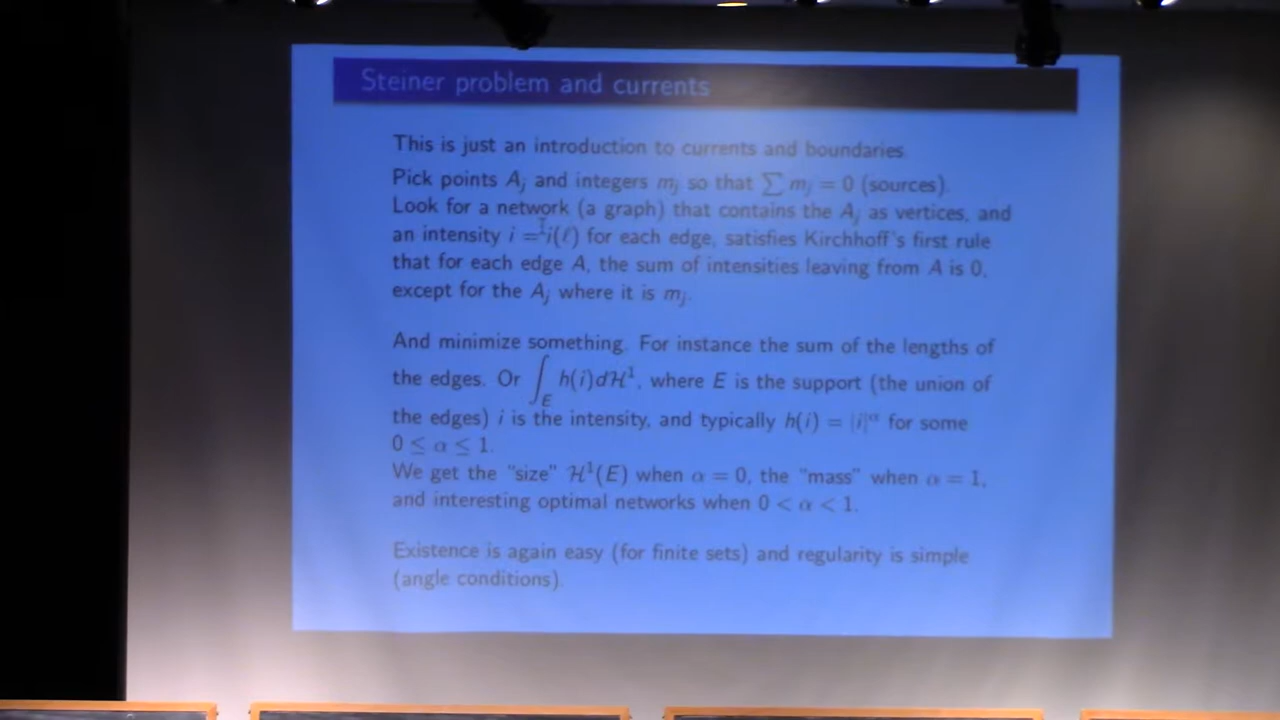 Steiner problem and currents
This is just an introduction to currents and boundaries.
Pick points A_j and integers m_j so that ∑ m_j = 0 (sources).
Look for a network (a graph) that contains the A_j as vertices, and
an intensity i = i(ℓ) for each edge, satisfies Kirchhoff's first rule
that for each edge A, the sum of intensities leaving from A is 0,
except for the A_j where it is m_j.
And minimize something. For instance the sum of the lengths of
the edges. Or ∫_E h(i)dH^1, where E is the support (the union of
the edges) i is the intensity, and typically h(i) = |i|^α for some
0 ≤ α ≤ 1.
We get the "size" H^1(E) when α = 0, the "mass" when α = 1,
and interesting optimal networks when 0 < α < 1.
Existence is again easy (for finite sets) and regularity is simple
(angle conditions).